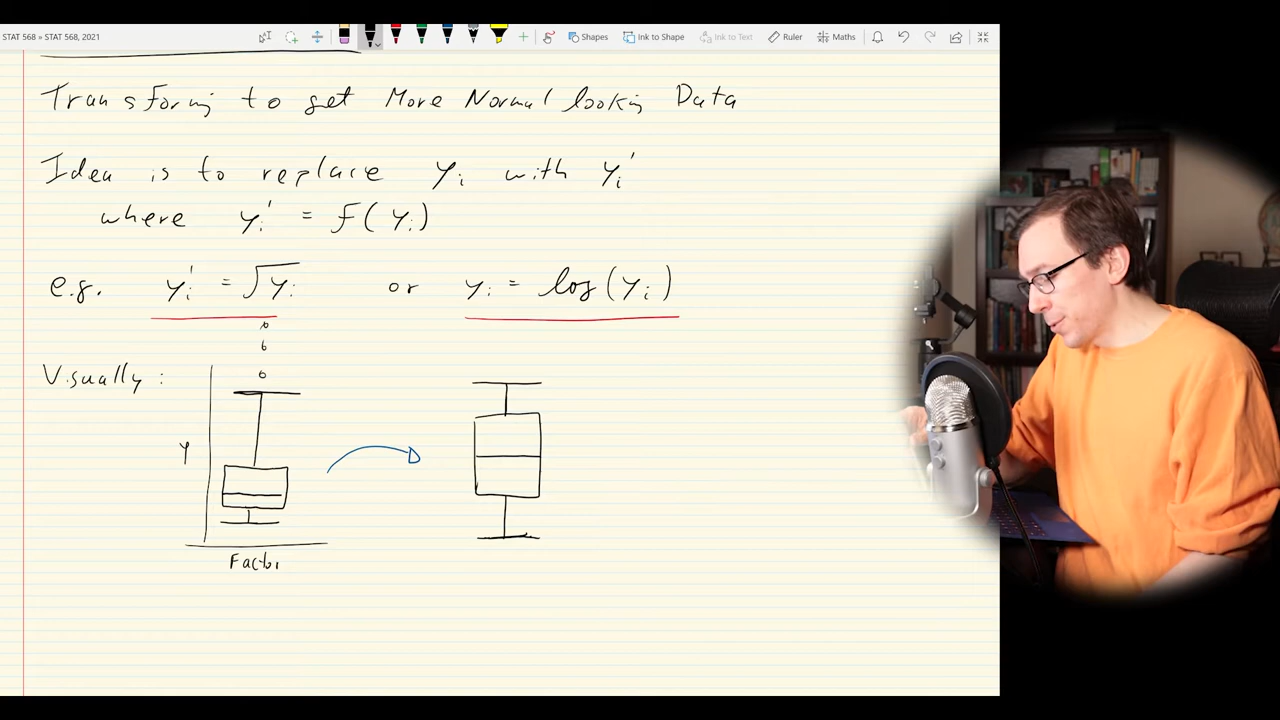 STAT 568 » STAT 568, 2021 Shapes Ink to Shape Ink to Text Ruler Maths
Transforming to get More Normal looking Data
Idea is to replace yᵢ with yᵢ'
where yᵢ' = f(yᵢ)
e.g. yᵢ' = √yᵢ or yᵢ = log(yᵢ)
Visually:
y
Factor